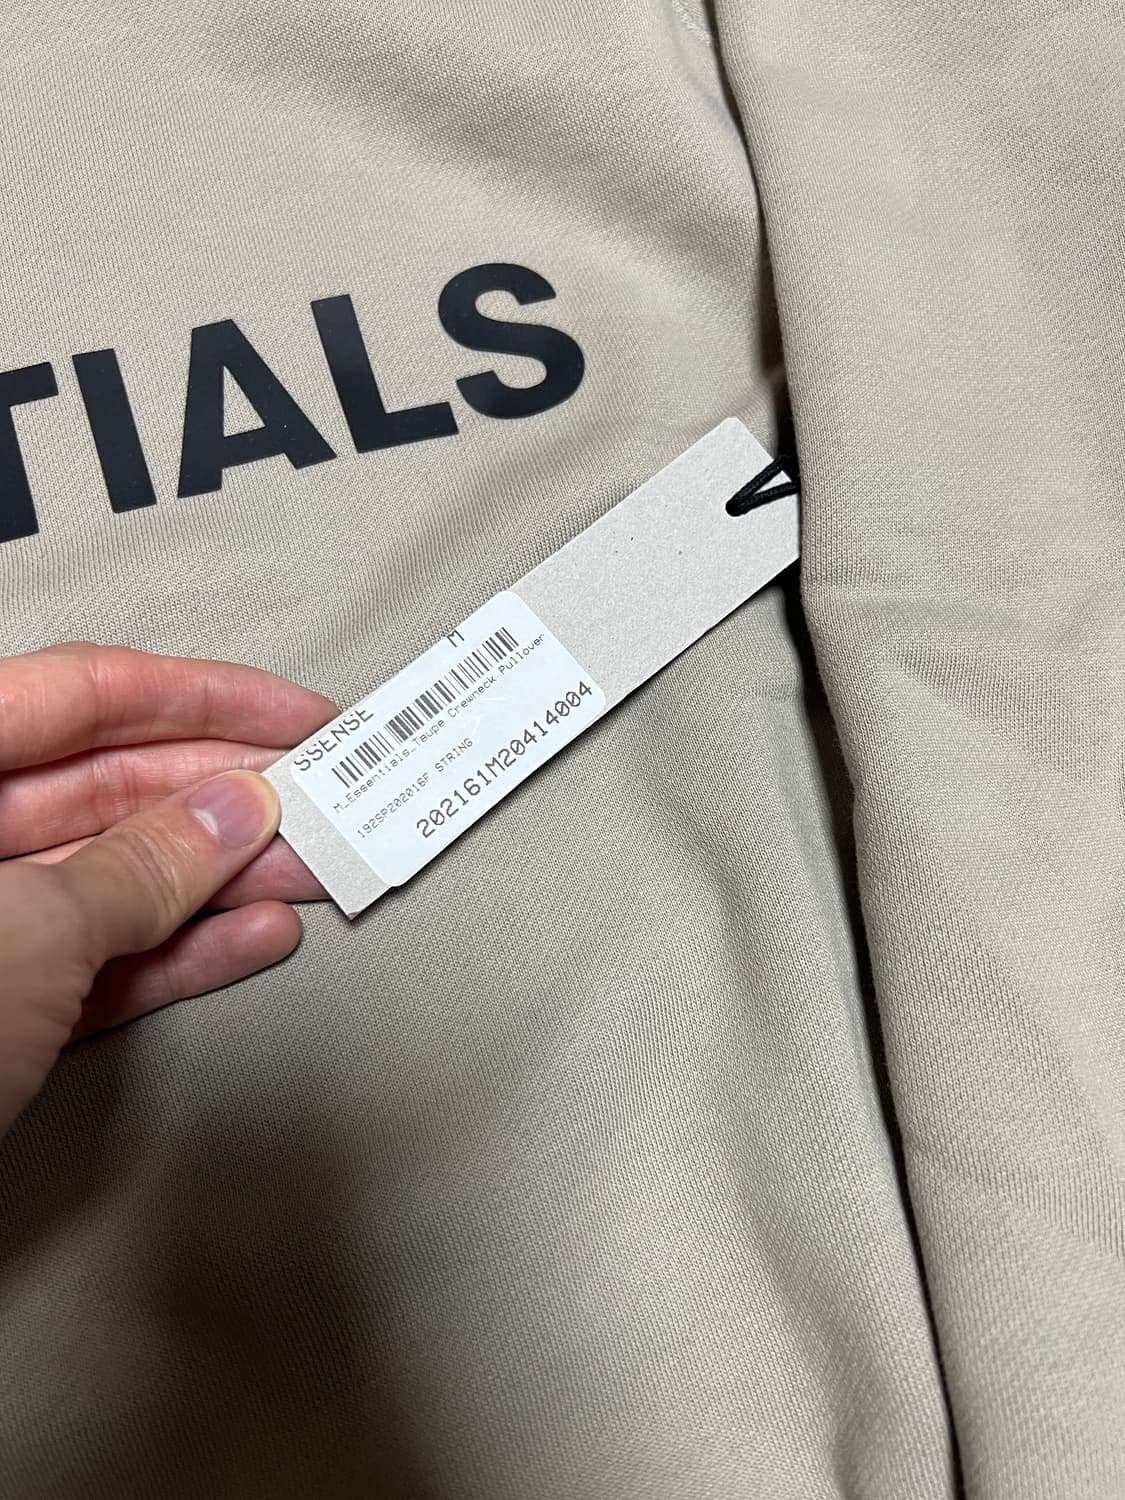 TIALS
M
SSENSE
M_Essentials_Taupe Crewneck Pullover
192SP202016F STRING
202161M20414004